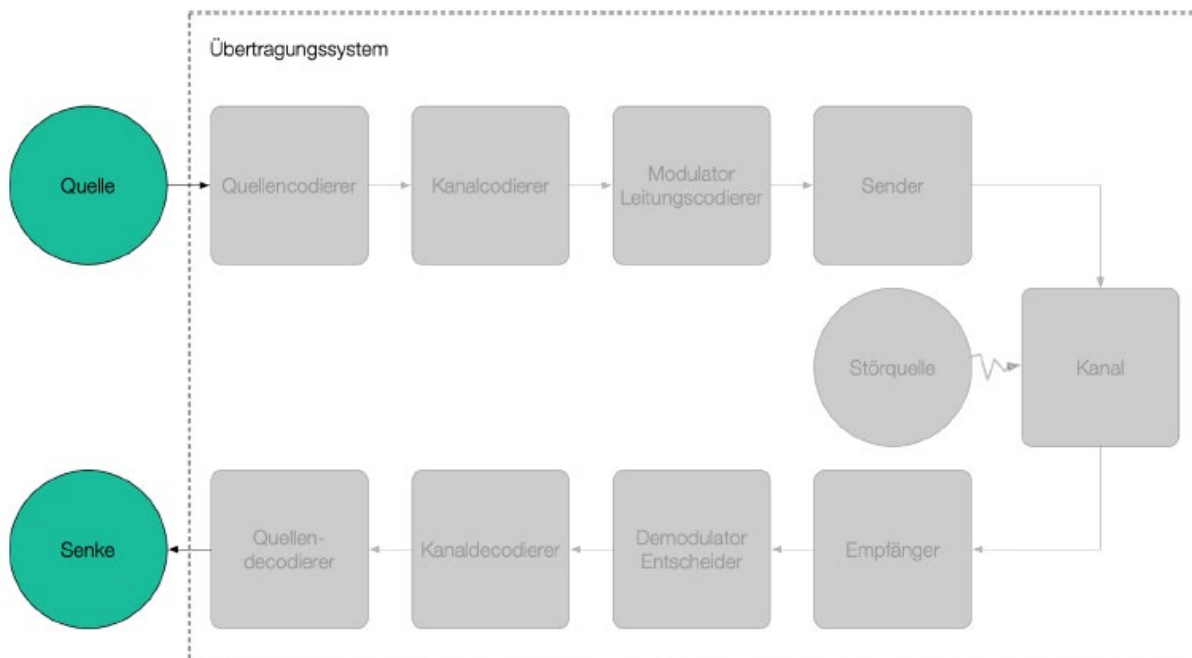 Übertragungssystem
Quelle
Quellencodierer
Kanalcodierer
Modulator
Leitungscodierer
Sender
Störquelle
Kanal
Senke
Quellen-
decodierer
Kanaldecodierer
Demodulator
Entscheider
Empfänger